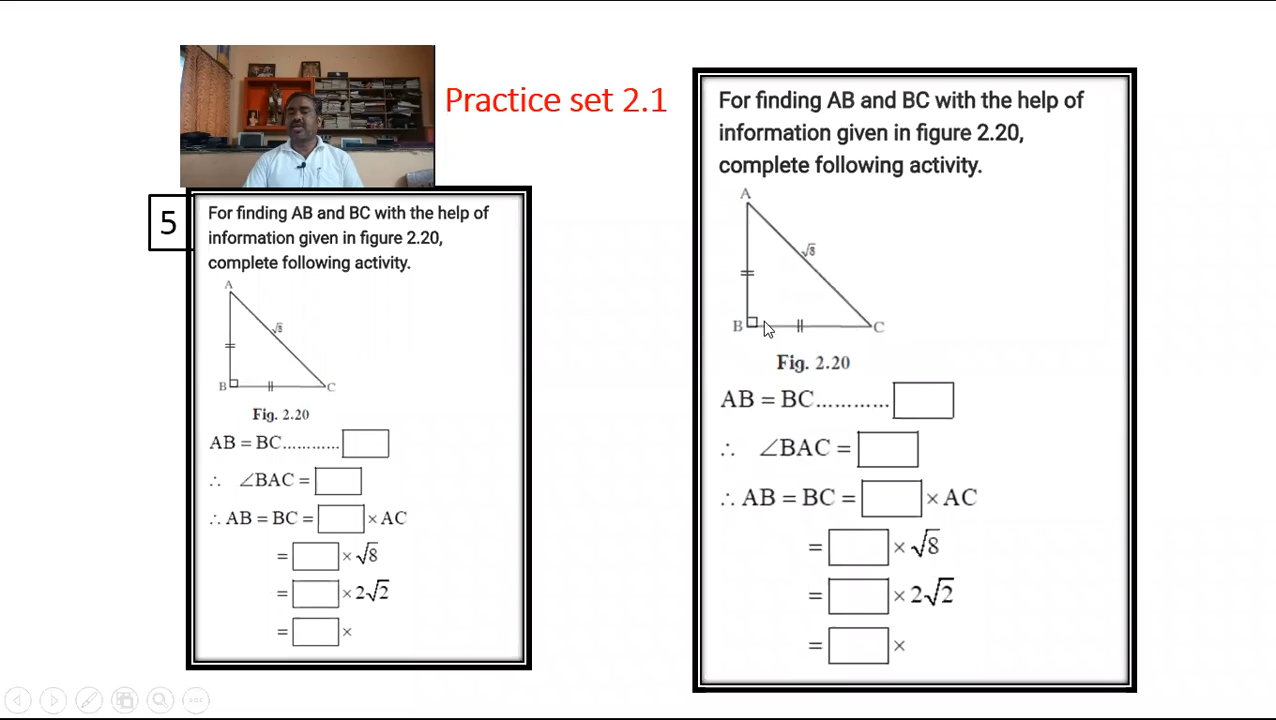 Practice set 2.1
5
For finding AB and BC with the help of
information given in figure 2.20,
complete following activity.
A
√8
B
C
Fig. 2.20
AB = BC............
∴ ∠BAC =
∴ AB = BC = × AC
= × √8
= × 2√2
= ×
For finding AB and BC with the help of
information given in figure 2.20,
complete following activity.
A
√8
B
C
Fig. 2.20
AB = BC............
∴ ∠BAC =
∴ AB = BC = × AC
= × √8
= × 2√2
= ×